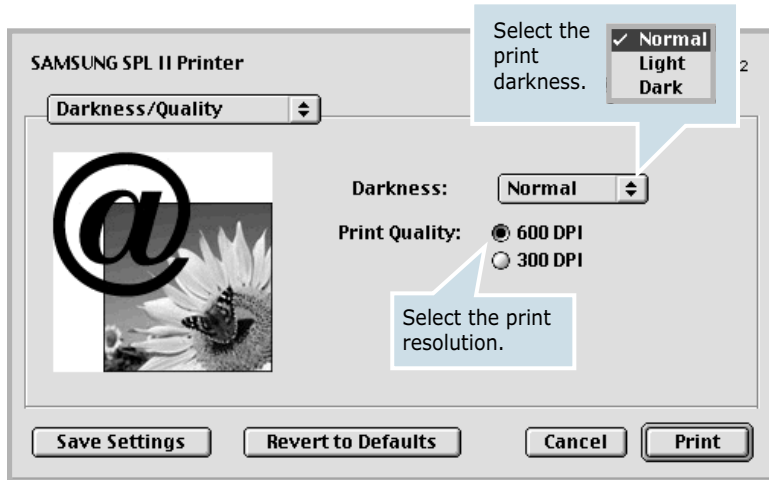 Select the
print
darkness.
✓ Normal
Light
Dark
SAMSUNG SPL II Printer
2
Darkness/Quality
@
Darkness:
Normal
Print Quality:
600 DPI
300 DPI
Select the print
resolution.
Save Settings
Revert to Defaults
Cancel
Print